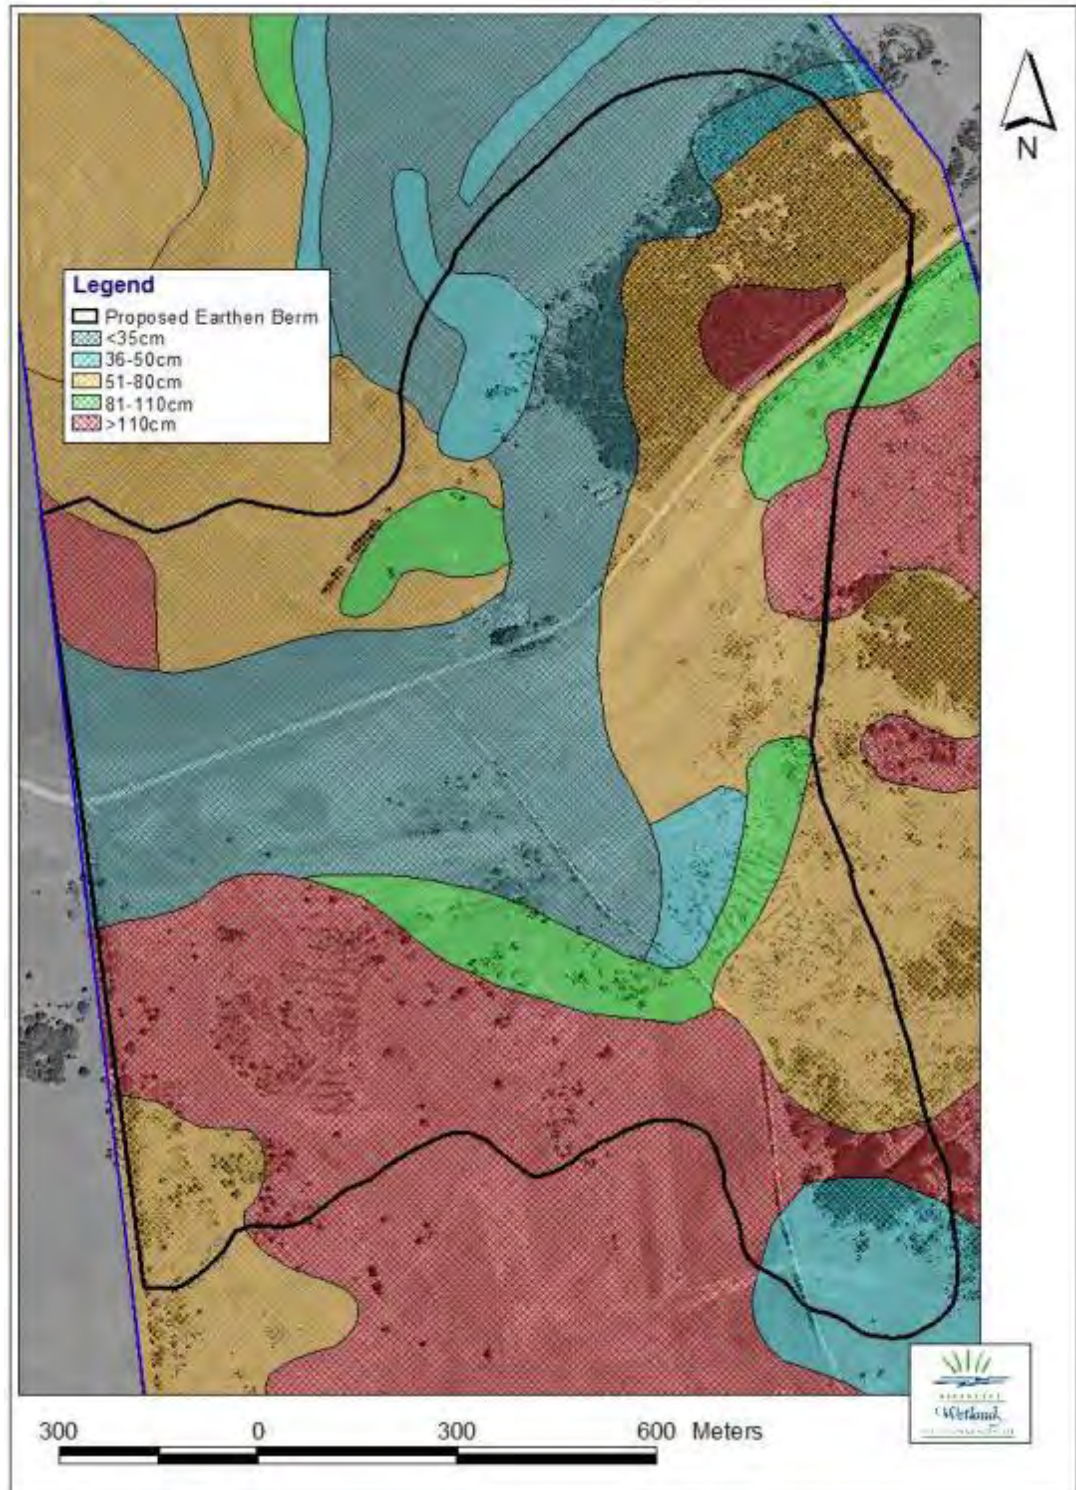 N
Legend
Proposed Earthen Berm
<35cm
36-50cm
51-80cm
81-110cm
>110cm
Wetland
300 0 300 600 Meters